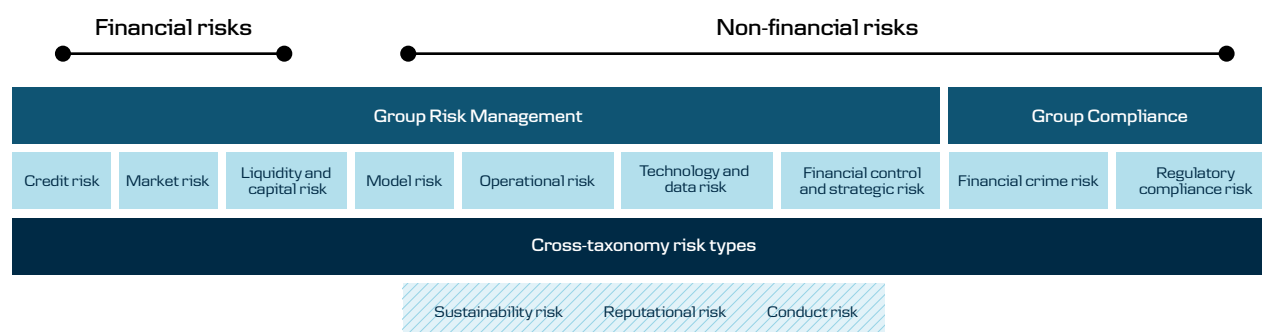 Financial risks
Non-financial risks
Group Risk Management
Group Compliance
Credit risk
Market risk
Liquidity and
capital risk
Model risk
Operational risk
Technology and
data risk
Financial control
and strategic risk
Financial crime risk
Regulatory
compliance risk
Cross-taxonomy risk types
Sustainability risk
Reputational risk
Conduct risk